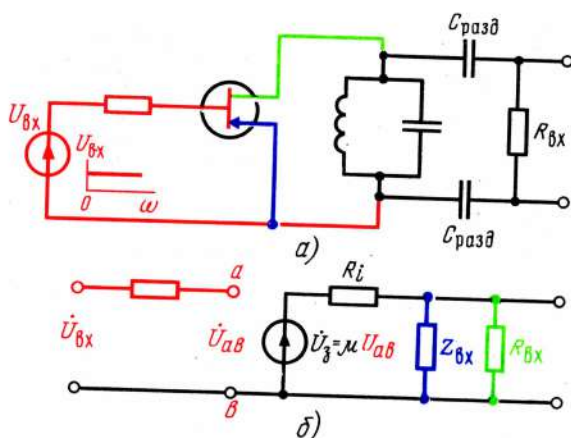 Cразд
Uвх
Uвх
0
ω
Rвх
Cразд
а)
a
Ri
U̇вх
U̇ав
U̇з=μUав
Zвх
Rвх
в
б)